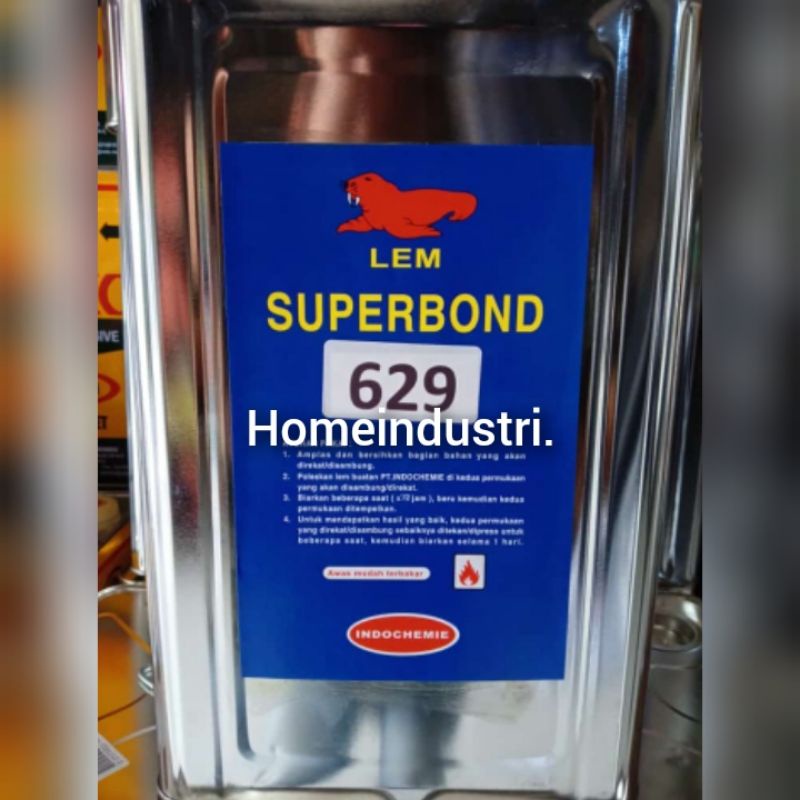 LEM
SUPERBOND
629
Homeindustri.
1. Amplas dan bersihkan bagian bahan yang akan
direkat/disambung.
2. Poleskan lem buatan PT.INDOCHEMIE di kedua permukaan
yang akan disambung/direkat.
3. Biarkan beberapa saat ( jam ), baru kemudian kedua
permukaan ditempelkan.
4. Untuk mendapatkan hasil yang baik, kedua permukaan
yang direkat/disambung sebaiknya ditekan/dipress untuk
beberapa saat, kemudian biarkan selama 1 hari.
Awas mudah terbakar
INDOCHEMIE